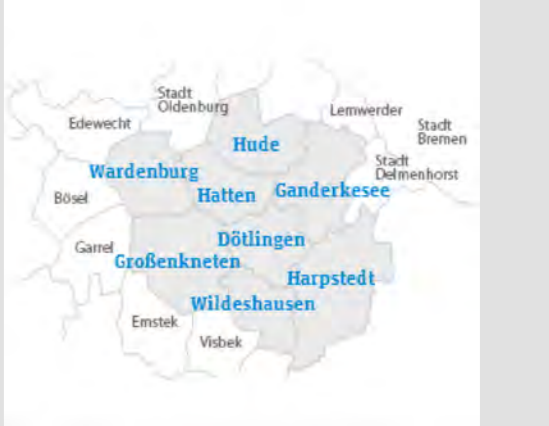 Stadt
Oldenburg
Lemwerder
Edewecht
Stadt
Bremen
Hude
Stadt
Delmenhorst
Wardenburg
Ganderkesee
Hatten
Bösel
Dötlingen
Garrel
Großenkneten
Harpstedt
Wildeshausen
Emstek
Visbek